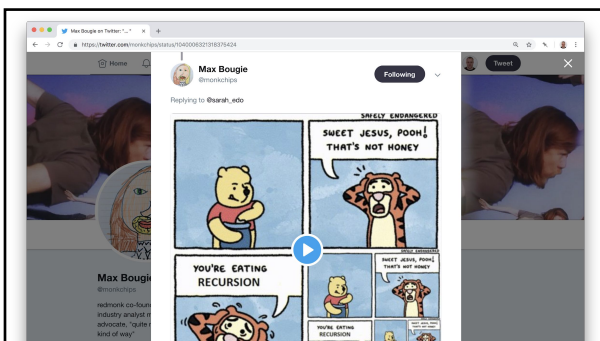 Max Bougie on Twitter: "..." ×
https://twitter.com/monkchips/status/1040006321318375424
Home
Tweet
Max Bougie
@monkchips
Following
Replying to @sarah_edo
SAFELY ENDANGERED
SWEET JESUS, POOH!
THAT'S NOT HONEY
YOU'RE EATING
RECURSION
SAFELY ENDANGERED
SWEET JESUS, POOH!
THAT'S NOT HONEY
YOU'RE EATING
RECURSION
Max Bougie
@monkchips
redmonk co-foun
industry analyst
advocate, "quite
kind of way"